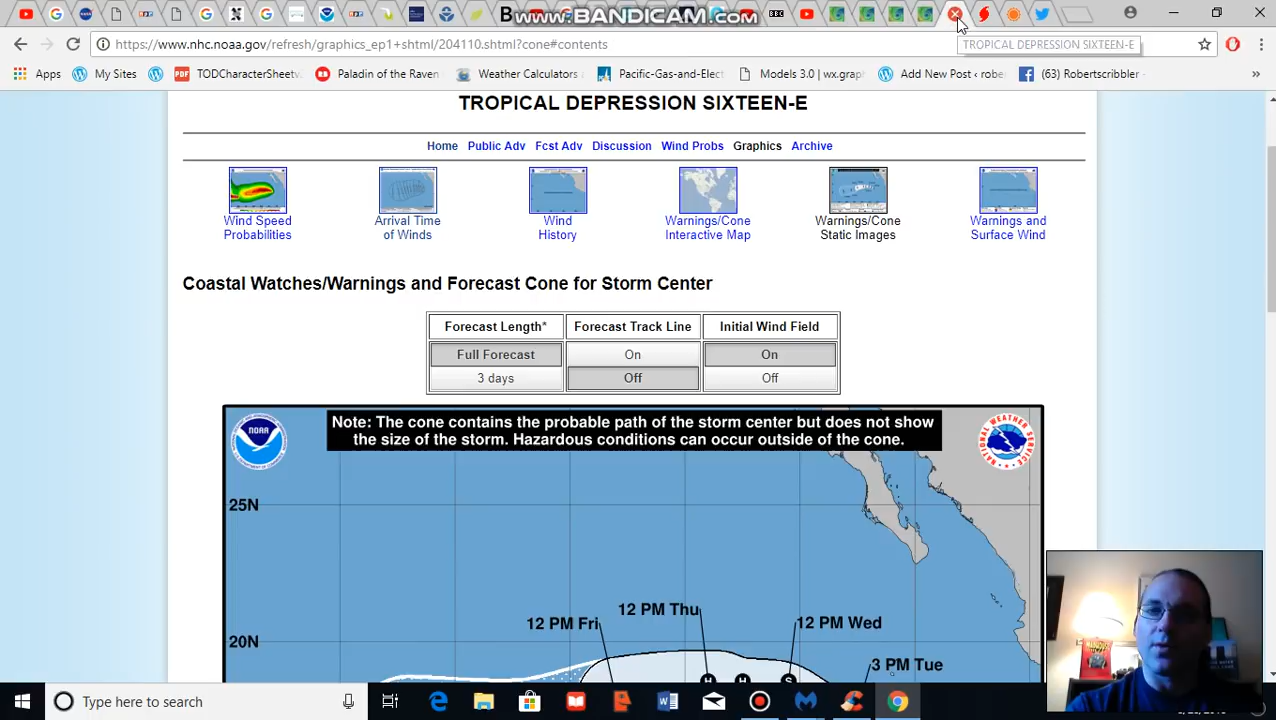 www.BANDICAM.com
https://www.nhc.noaa.gov/refresh/graphics_ep1+shtml/204110.shtml?cone#contents
TROPICAL DEPRESSION SIXTEEN-E
Apps My Sites TODCharacterSheet Paladin of the Raven Weather Calculators Pacific-Gas-and-Elect Models 3.0 | wx.grap Add New Post ‹ robe (63) Robertscribbler »
TROPICAL DEPRESSION SIXTEEN-E
Home Public Adv Fcst Adv Discussion Wind Probs Graphics Archive
Wind Speed Probabilities
Arrival Time of Winds
Wind History
Warnings/Cone Interactive Map
Warnings/Cone Static Images
Warnings and Surface Wind
Coastal Watches/Warnings and Forecast Cone for Storm Center
Forecast Length* Forecast Track Line Initial Wind Field
Full Forecast On On
3 days Off Off
Note: The cone contains the probable path of the storm center but does not show
the size of the storm. Hazardous conditions can occur outside of the cone.
NOAA
25N
12 PM Thu
12 PM Fri 12 PM Wed
20N
3 PM Tue
H H S
Type here to search